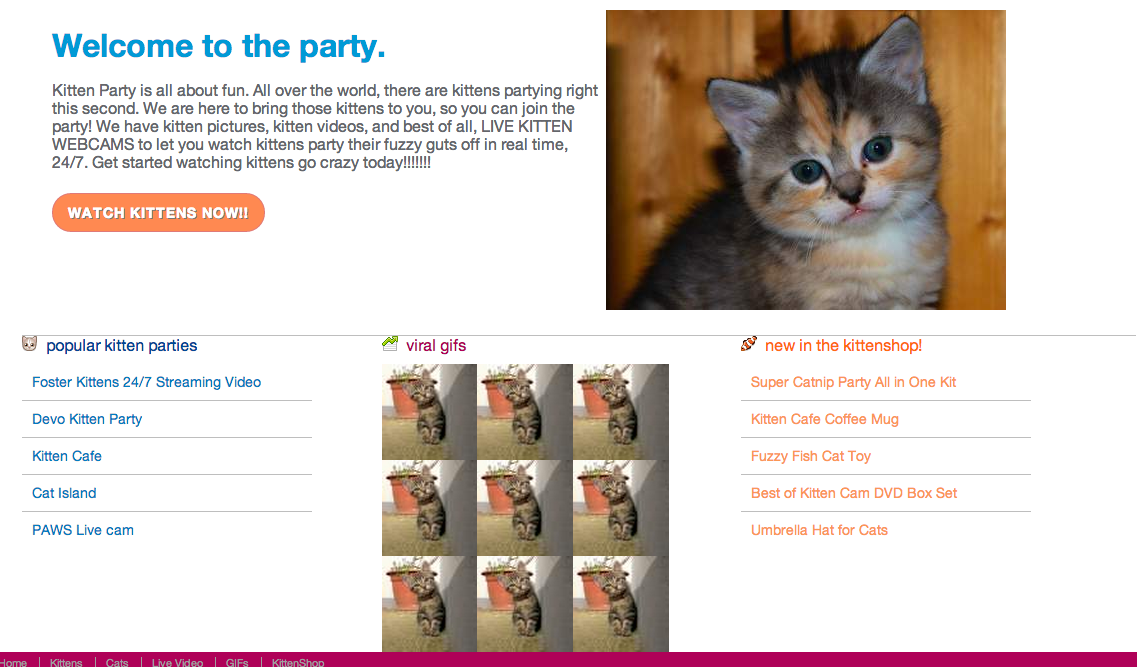 Welcome to the party.
Kitten Party is all about fun. All over the world, there are kittens partying right
this second. We are here to bring those kittens to you, so you can join the
party! We have kitten pictures, kitten videos, and best of all, LIVE KITTEN
WEBCAMS to let you watch kittens party their fuzzy guts off in real time,
24/7. Get started watching kittens go crazy today!!!!!!!
WATCH KITTENS NOW!!
popular kitten parties
Foster Kittens 24/7 Streaming Video
Devo Kitten Party
Kitten Cafe
Cat Island
PAWS Live cam
viral gifs
new in the kittenshop!
Super Catnip Party All in One Kit
Kitten Cafe Coffee Mug
Fuzzy Fish Cat Toy
Best of Kitten Cam DVD Box Set
Umbrella Hat for Cats
Home | Kittens | Cats | Live Video | GIFs | KittenShop